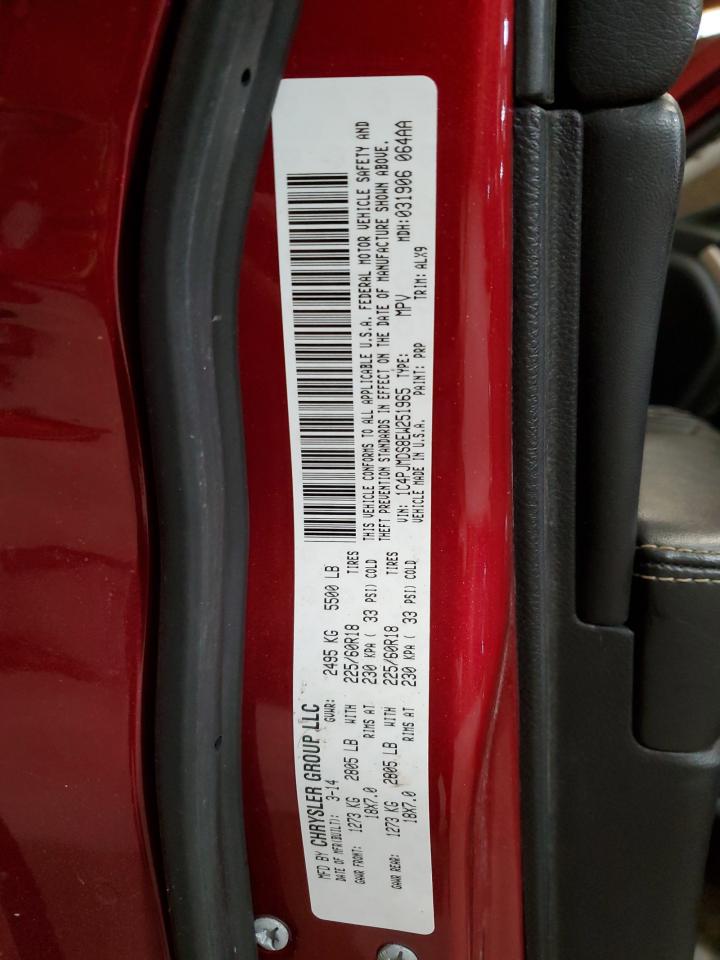 MFD BY CHRYSLER GROUP LLC
DATE OF MFR(BUILT): 3-14 GVWR: 2495 KG 5500 LB
GAWR FRONT: 1273 KG 2805 LB WITH 225/60R18 TIRES
18X7.0 RIMS AT 230 KPA ( 33 PSI) COLD
GAWR REAR: 1273 KG 2805 LB WITH 225/60R18 TIRES
18X7.0 RIMS AT 230 KPA ( 33 PSI) COLD
THIS VEHICLE CONFORMS TO ALL APPLICABLE U.S.A. FEDERAL MOTOR VEHICLE SAFETY AND
THEFT PREVENTION STANDARDS IN EFFECT ON THE DATE OF MANUFACTURE SHOWN ABOVE.
VIN: 1C4PJMDS8EW251965 TYPE: MPV MDH:031906 064AA
VEHICLE MADE IN U.S.A. PAINT: PRP TRIM: ALX9